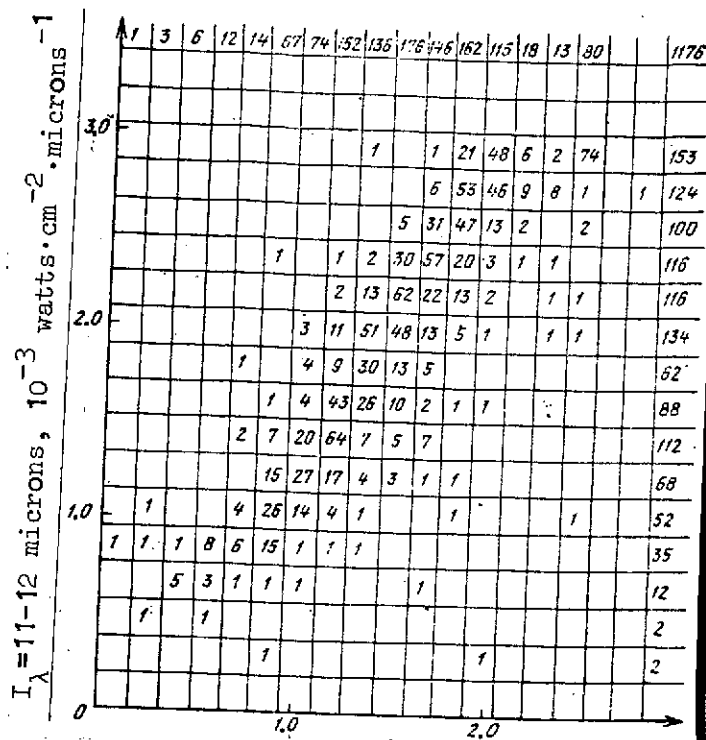 1 3 6 12 14 67 74 152 136 176 146 162 115 18 13 80 1176
3.0
1 1 21 48 6 2 74 153
6 53 46 9 8 1 1 124
5 31 47 13 2 2 100
1 1 2 30 57 20 3 1 1 116
2 13 62 22 13 2 1 1 116
2.0
3 11 51 48 13 5 1 1 1 134
1 4 9 30 13 5 62
1 4 43 26 10 2 1 1 88
2 7 20 64 7 5 7 112
15 27 17 4 3 1 1 68
1.0
1 4 26 14 4 1 1 1 52
1 1 1 8 6 15 1 1 1 35
5 3 1 1 1 1 12
1 1 2
1 1 2
0
1.0 2.0
I λ =11-12 microns, 10⁻³ watts·cm⁻²·microns⁻¹